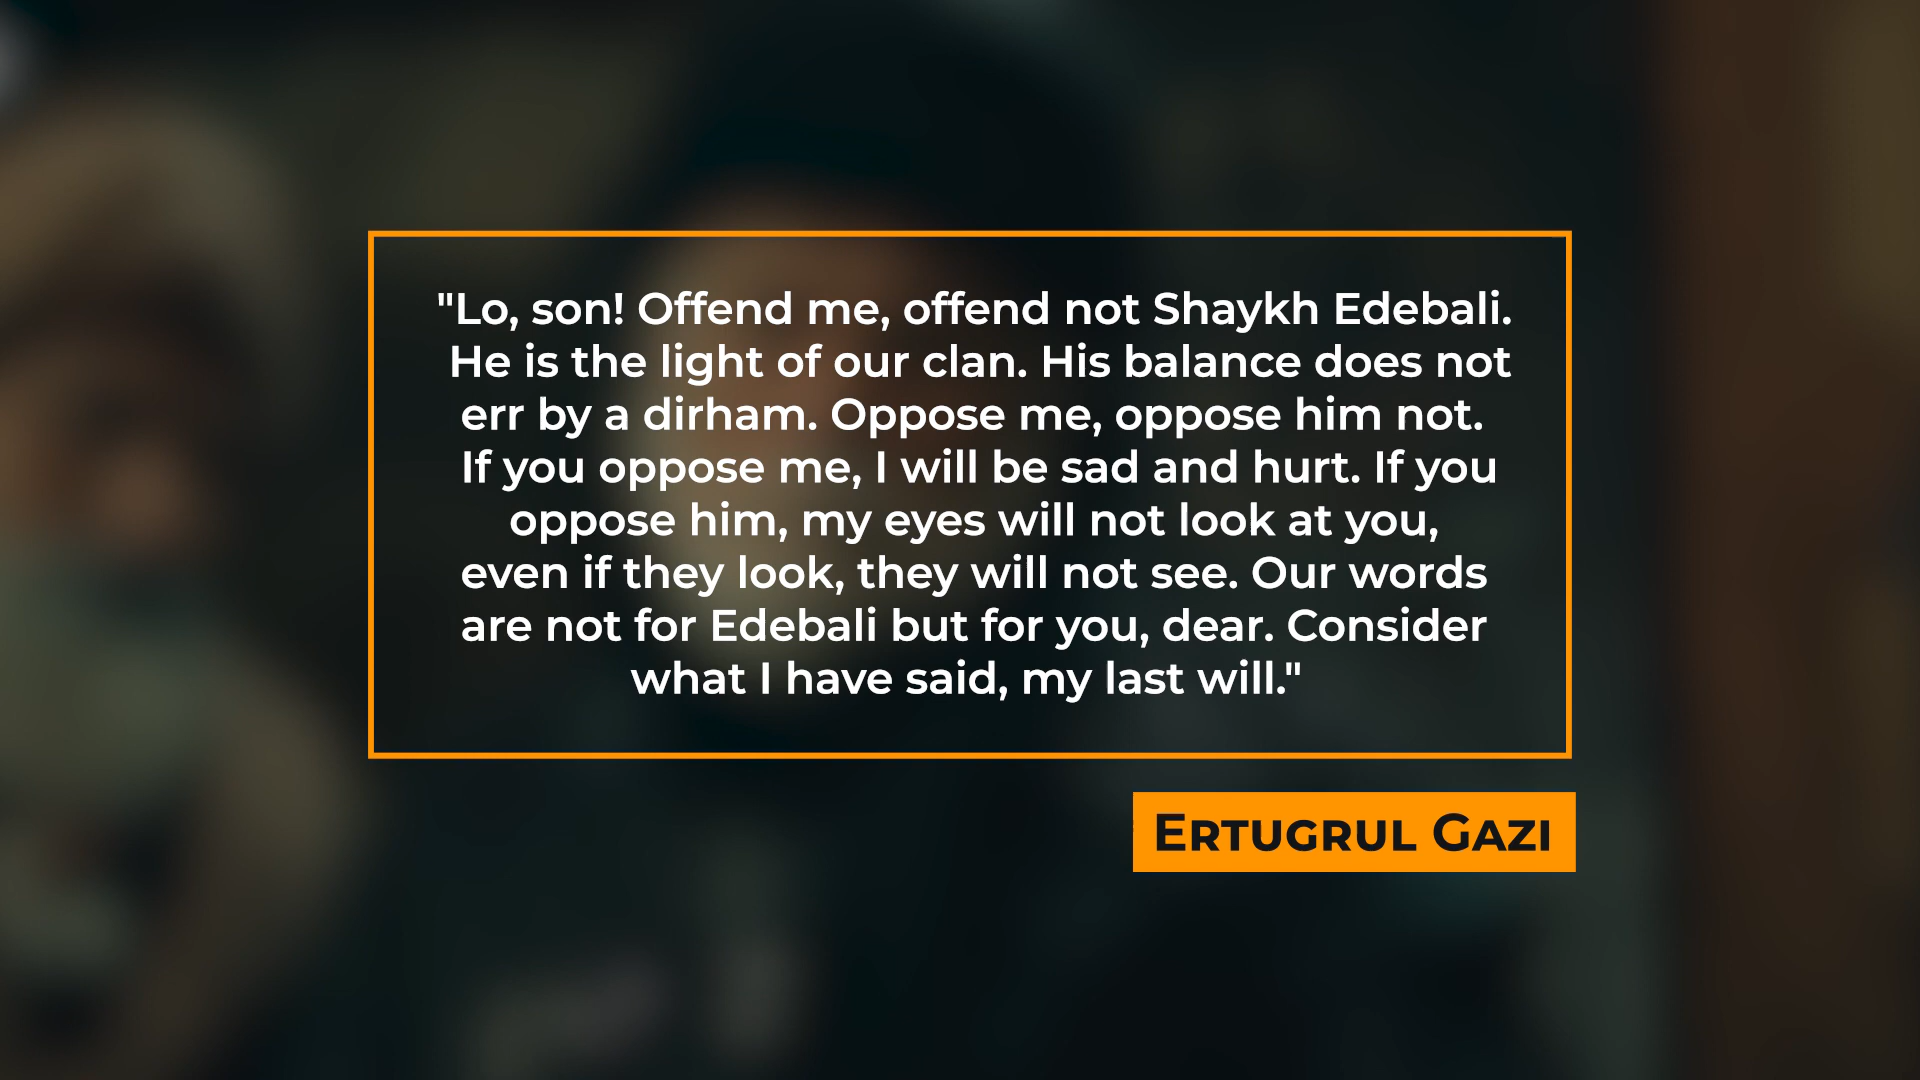 "Lo, son! Offend me, offend not Shaykh Edebali.
He is the light of our clan. His balance does not
err by a dirham. Oppose me, oppose him not.
If you oppose me, I will be sad and hurt. If you
oppose him, my eyes will not look at you,
even if they look, they will not see. Our words
are not for Edebali but for you, dear. Consider
what I have said, my last will."
Ertugrul Gazi